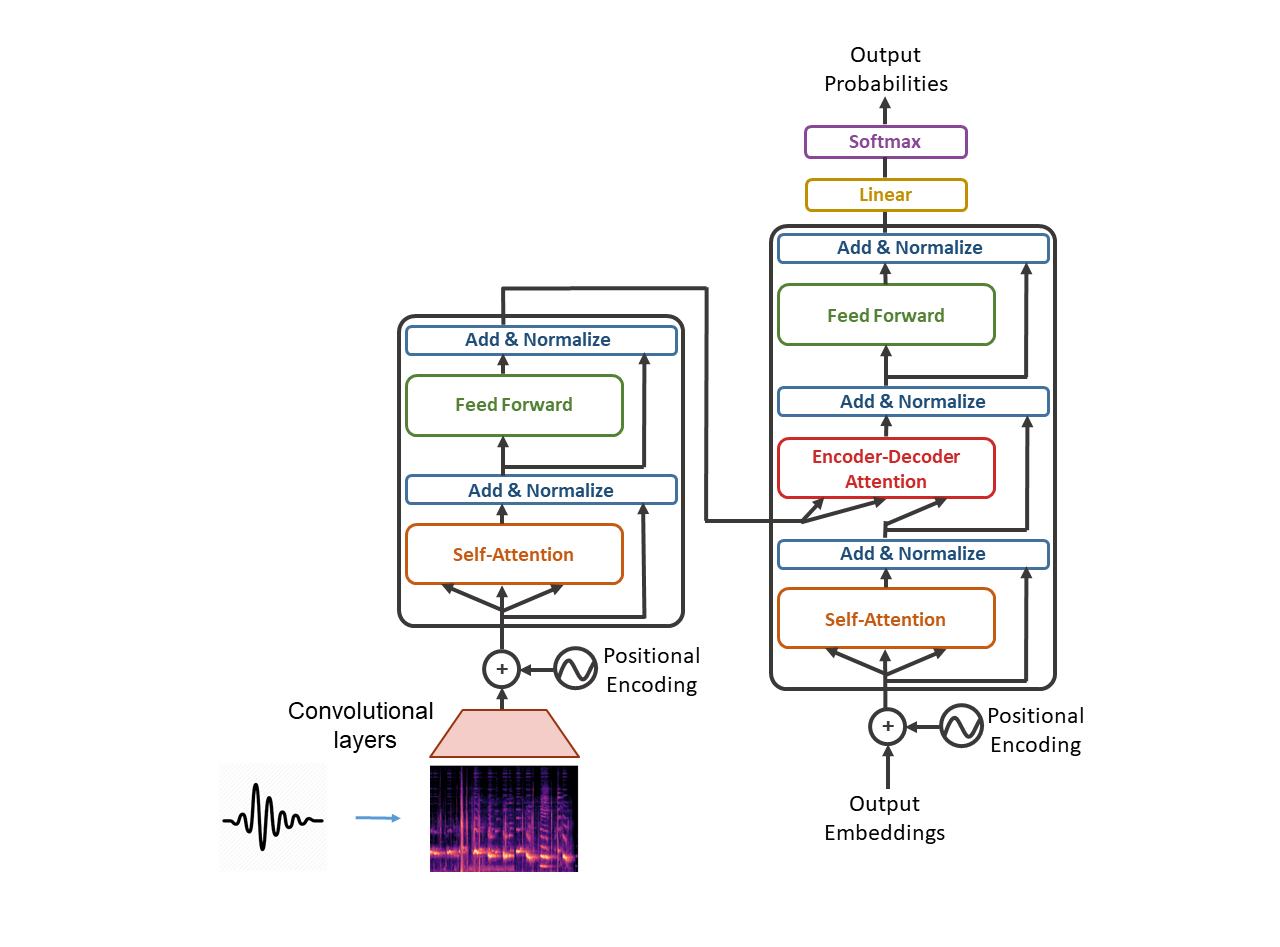 Output
Probabilities
Softmax
Linear
Add & Normalize
Feed Forward
Add & Normalize
Encoder-Decoder
Attention
Add & Normalize
Self-Attention
+
Positional
Encoding
Output
Embeddings
Add & Normalize
Feed Forward
Add & Normalize
Self-Attention
+
Positional
Encoding
Convolutional
layers